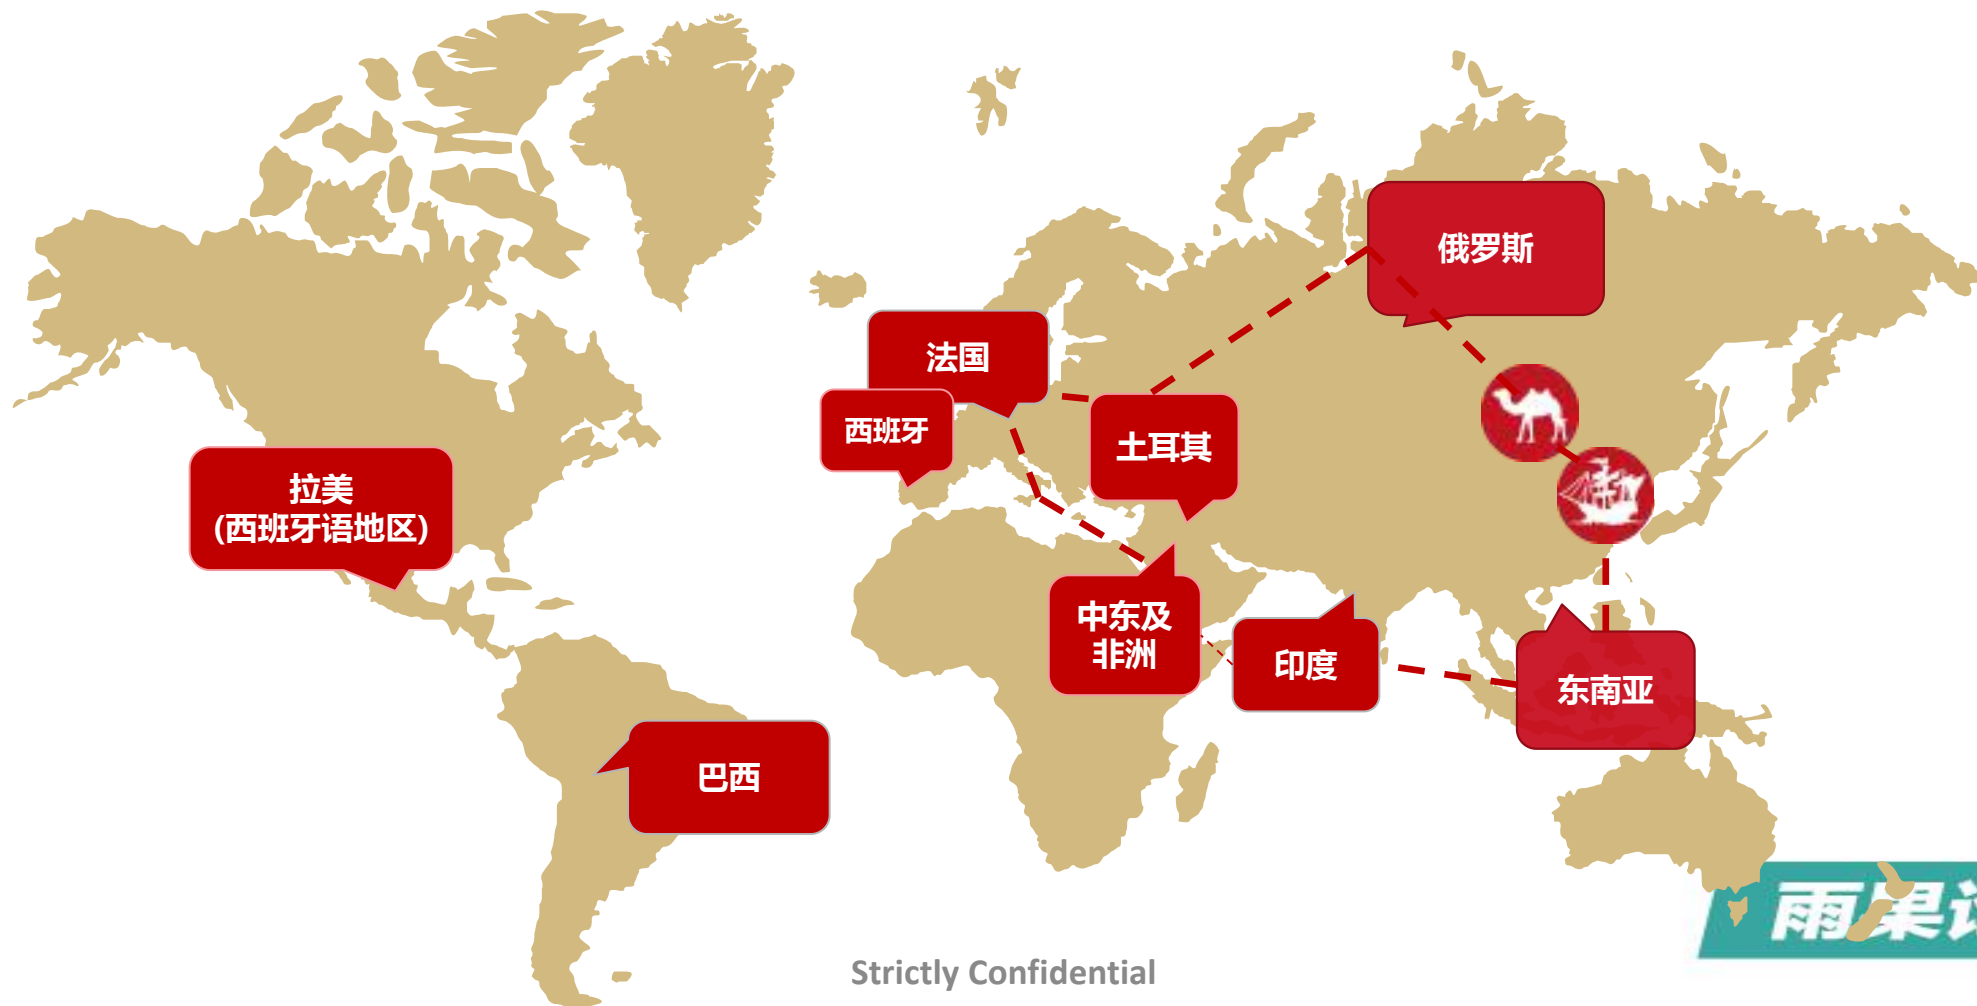 俄罗斯
法国
西班牙
土耳其
拉美
(西班牙语地区)
中东及
非洲
印度
东南亚
巴西
雨果
Strictly Confidential